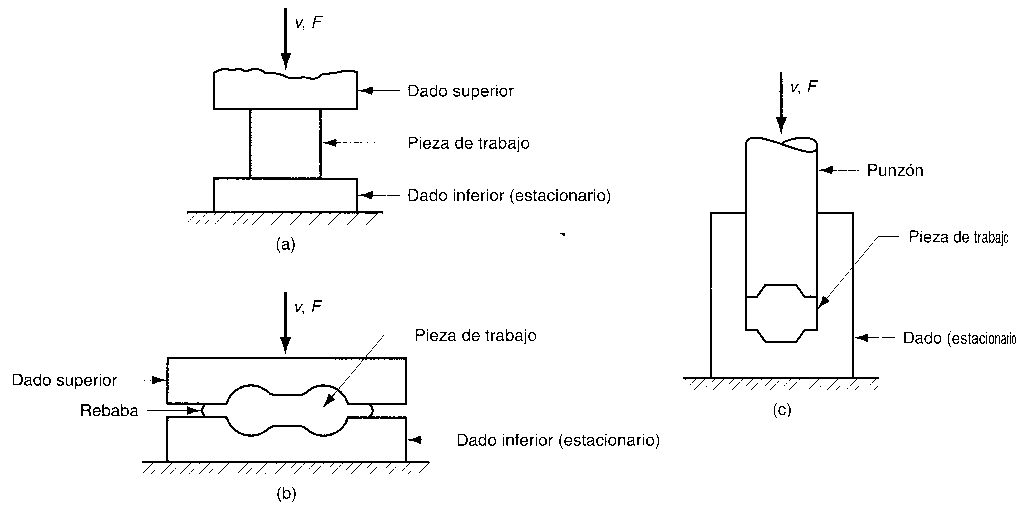 v, F
Dado superior
Pieza de trabajo
Dado inferior (estacionario)
(a)
v, F
Pieza de trabajo
Dado superior
Rebaba
Dado inferior (estacionario)
(b)
v, F
Punzón
Pieza de trabajo
Dado (estacionario
(c)